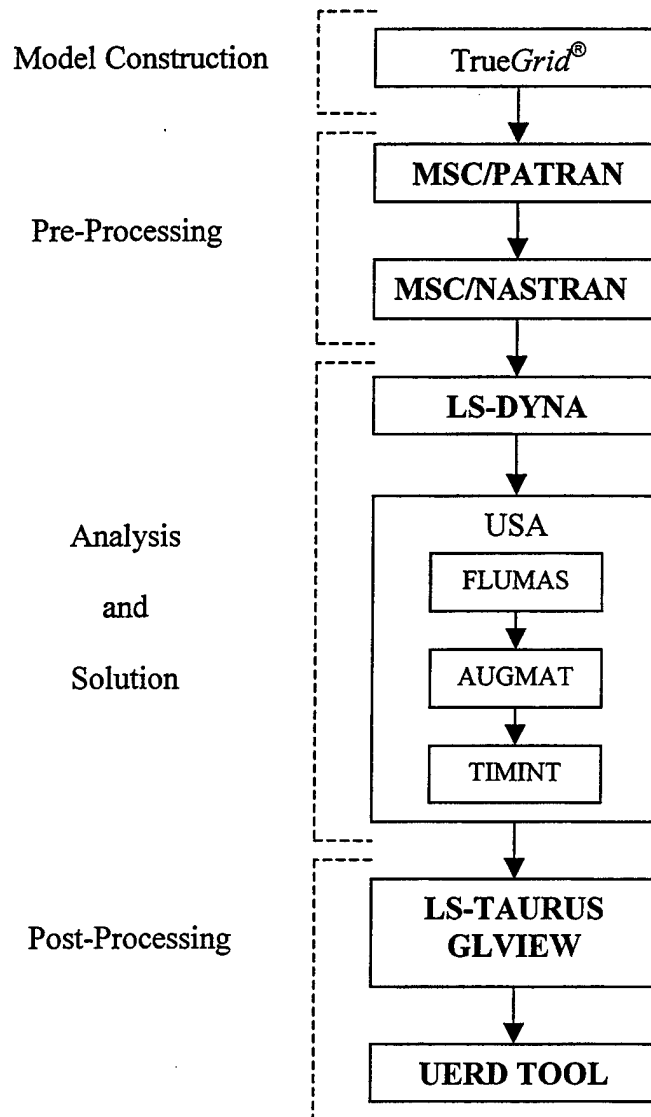 Model Construction
TrueGrid®
Pre-Processing
MSC/PATRAN
MSC/NASTRAN
Analysis
and
Solution
LS-DYNA
USA
FLUMAS
AUGMAT
TIMINT
Post-Processing
LS-TAURUS
GLVIEW
UERD TOOL